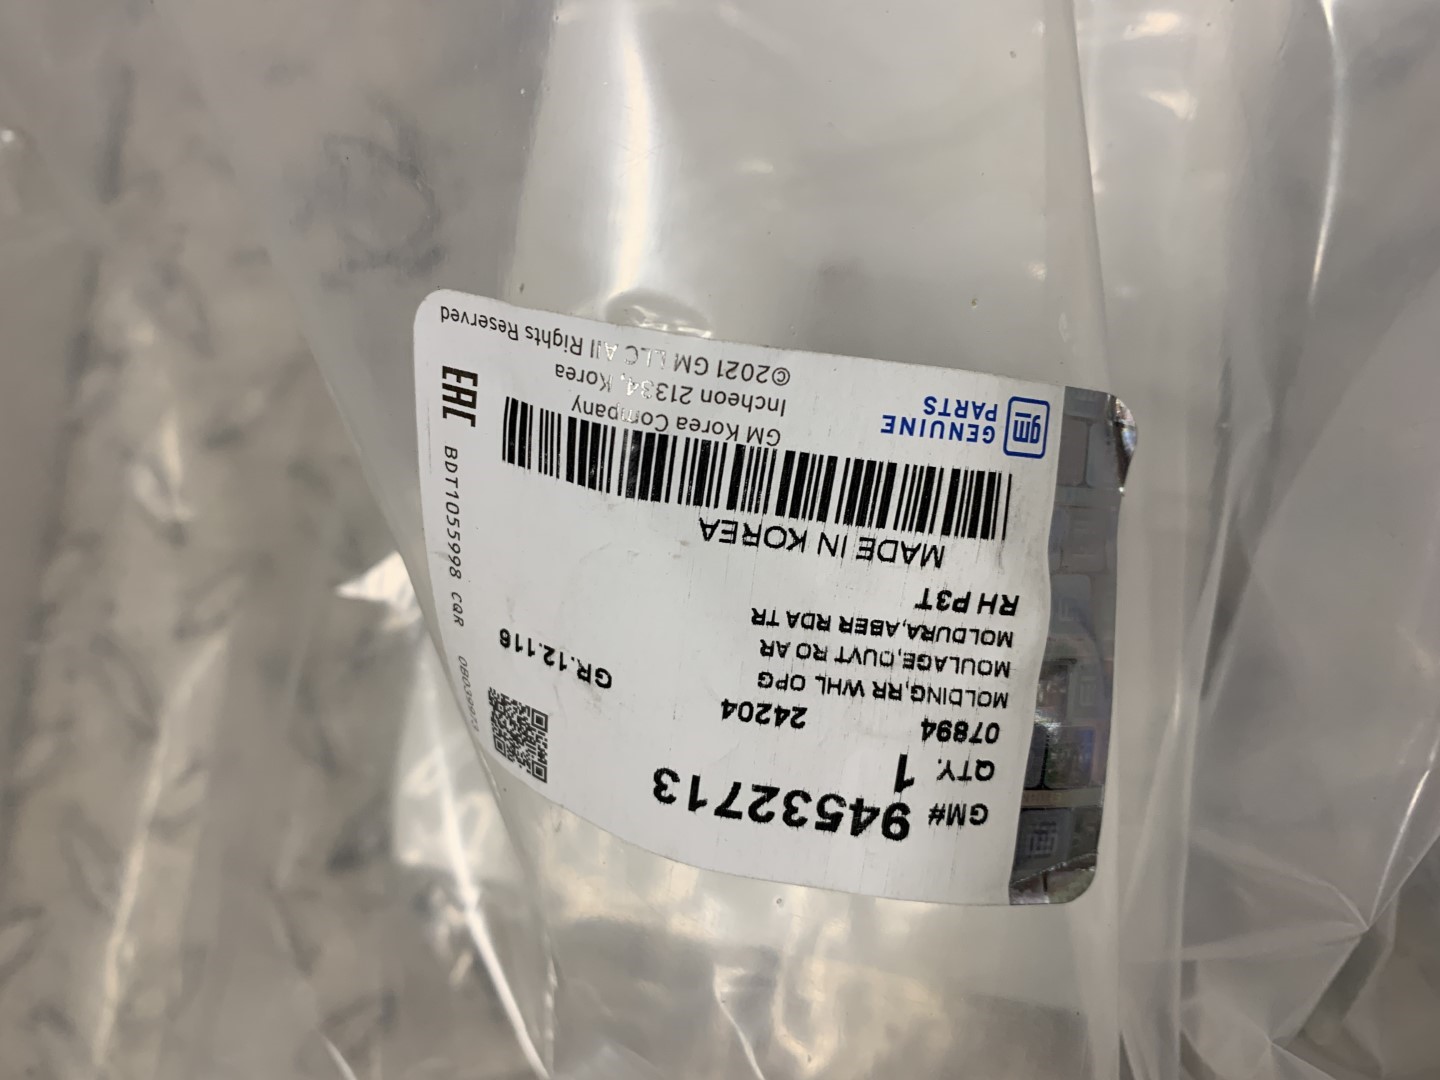 GM# 94532713
QTY. 1
07894 24204
MOLDING,RR WHL OPG
MOULAGE,OUVT RO AR
MOLDURA,ABER RDA TR
RH P3T
GR.12.116
MADE IN KOREA
gm GENUINE
PARTS
GM Korea Company
Incheon 21334, Korea
©2021 GM LLC All Rights Reserved
EAC BDT1055998 CQR